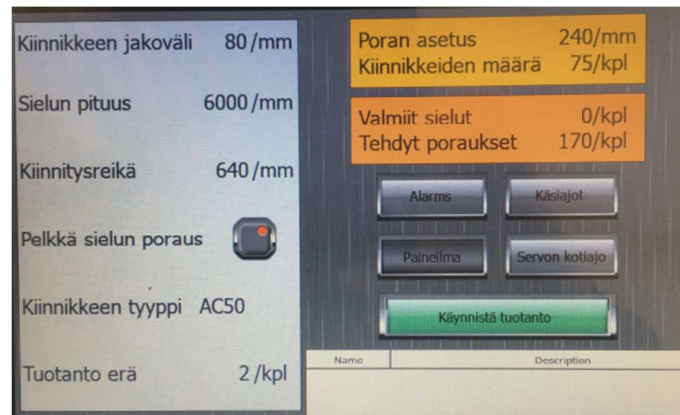 Kiinnikkeen jakoväli 80/mm
Sielun pituus 6000/mm
Kiinnitysreikä 640/mm
Pelkkä sielun poraus
Kiinnikkeen tyyppi AC50
Tuotanto erä 2/kpl
Poran asetus 240/mm
Kiinnikkeiden määrä 75/kpl
Valmiit sielut 0/kpl
Tehdyt poraukset 170/kpl
Alarms Käsiajot
Paineilma Servon kotiajo
Käynnistä tuotanto
Name Description